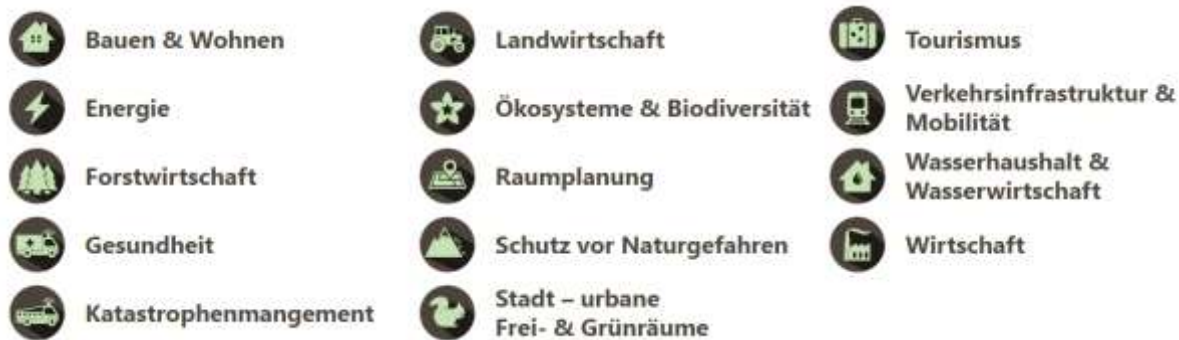 Bauen & Wohnen
Energie
Forstwirtschaft
Gesundheit
Katastrophenmangement
Landwirtschaft
Ökosysteme & Biodiversität
Raumplanung
Schutz vor Naturgefahren
Stadt – urbane
Frei- & Grünräume
Tourismus
Verkehrsinfrastruktur &
Mobilität
Wasserhaushalt &
Wasserwirtschaft
Wirtschaft